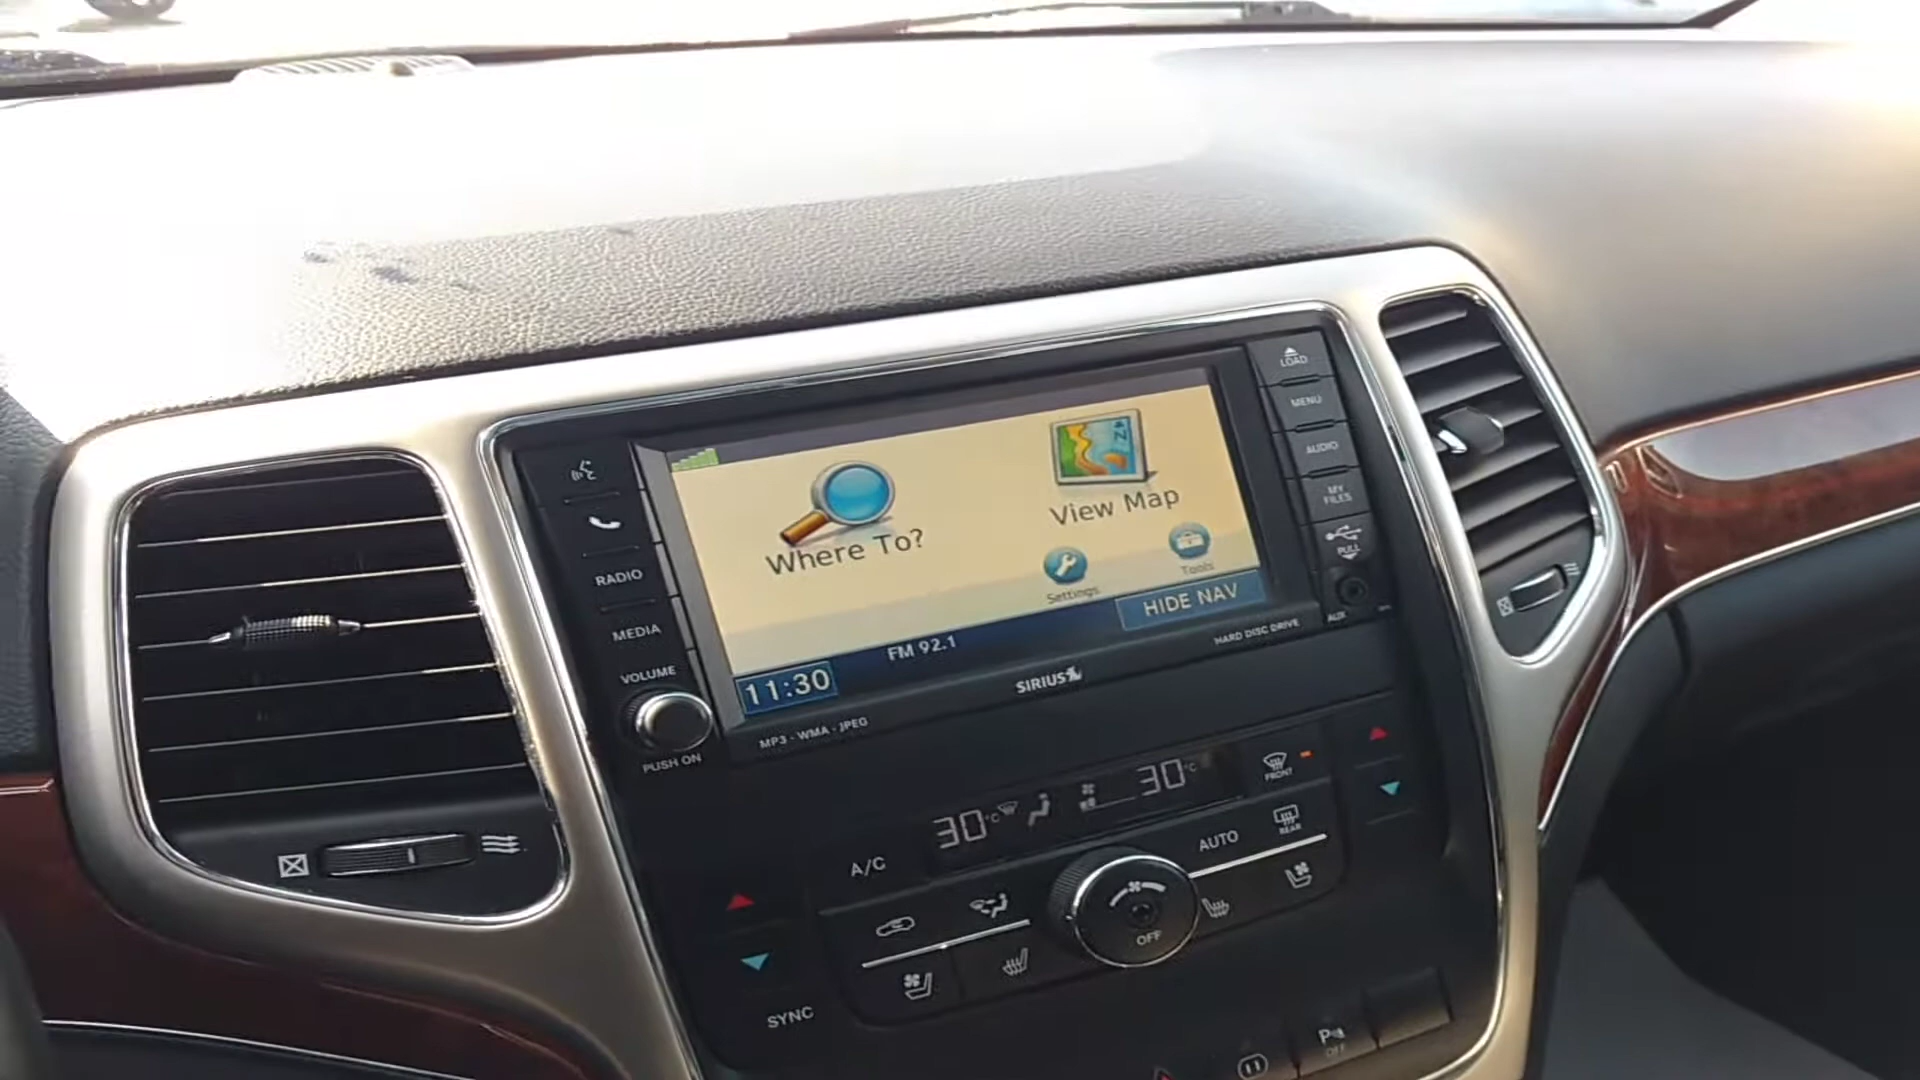 LOAD
MENU
AUDIO
MY
FILES
PULL
AUX
RADIO
MEDIA
VOLUME
PUSH ON
Where To?
View Map
Settings
Tools
HIDE NAV
FM 92.1
11:30
SIRIUS
HARD DISC DRIVE
MP3 - WMA - JPEG
30°C
30°C
FRONT
A/C
AUTO
REAR
OFF
SYNC
P
OFF